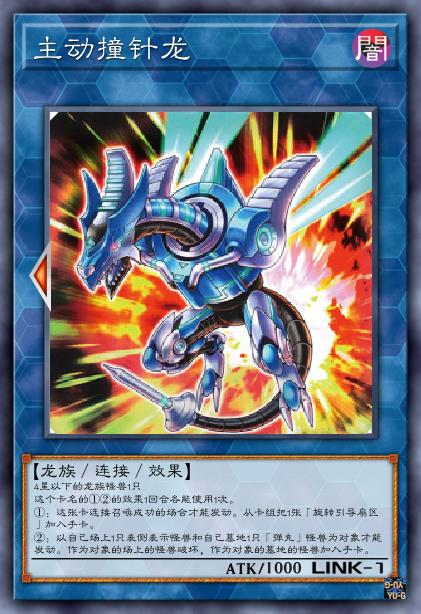 主动撞针龙
闇
【龙族／连接／效果】
4星以下的龙族怪兽1只
这个卡名的①②的效果1回合各能使用1次。
①：这张卡连接召唤成功的场合才能发动。从卡组把1张「旋转引导扇区」加入手卡。
②：以自己场上1只表侧表示怪兽和自己墓地1只「弹丸」怪兽为对象才能发动。作为对象的场上的怪兽破坏，作为对象的墓地的怪兽加入手卡。
ATK/1000 LINK-1